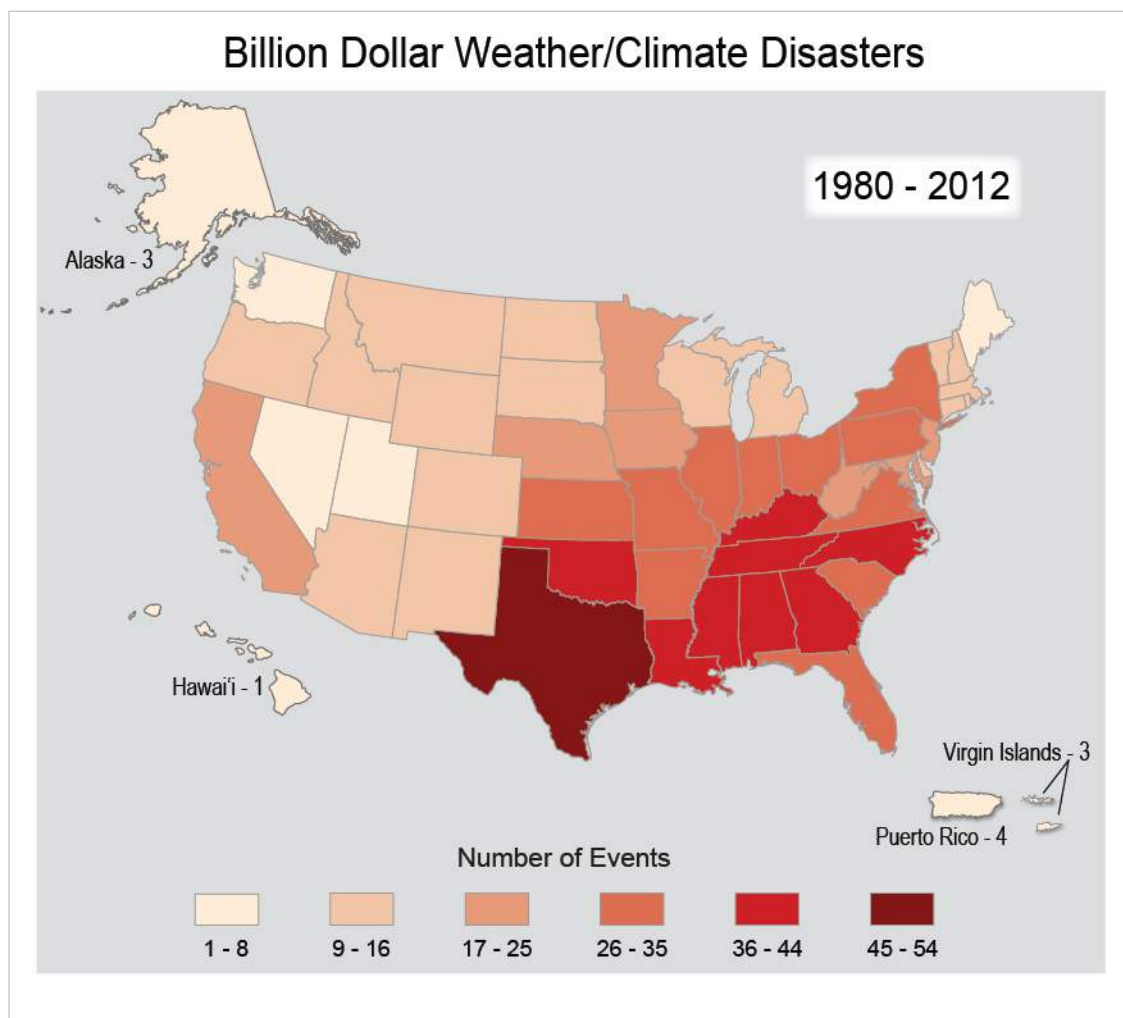 Billion Dollar Weather/Climate Disasters
1980 - 2012
Alaska - 3
Hawai‘i - 1
Virgin Islands - 3
Puerto Rico - 4
Number of Events
1 - 8
9 - 16
17 - 25
26 - 35
36 - 44
45 - 54